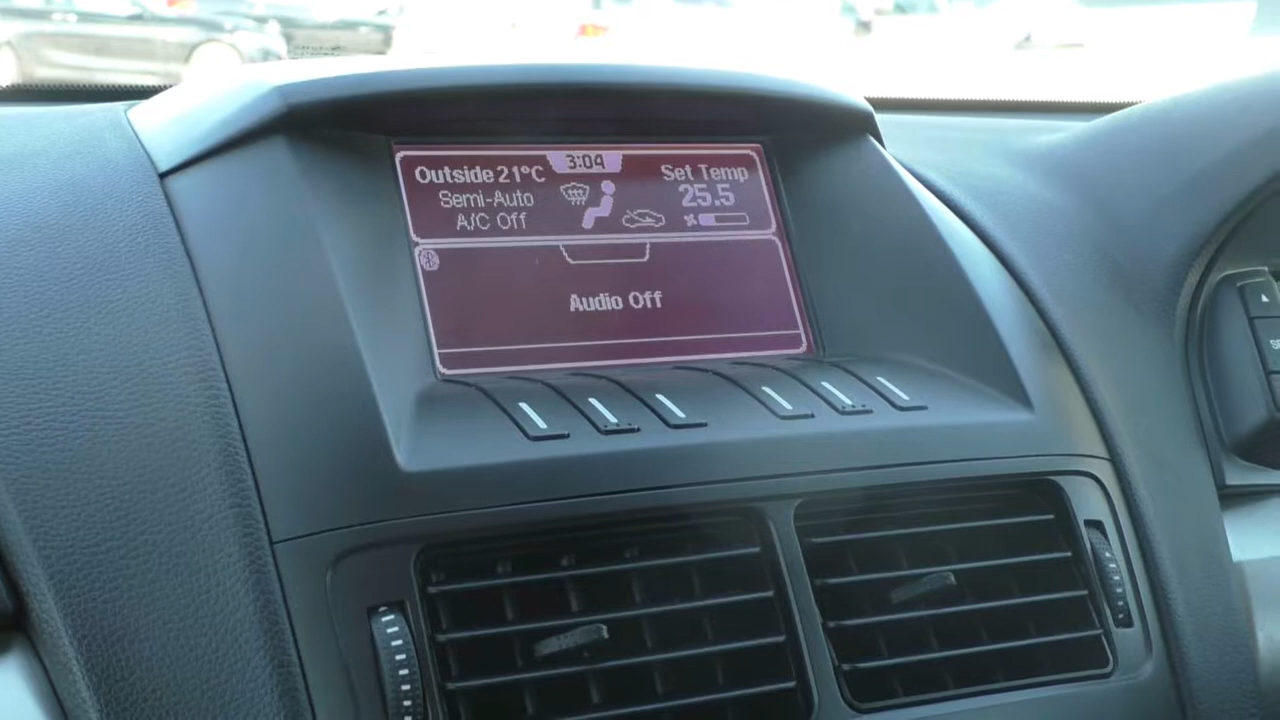 3:04
Outside 21°C
Semi-Auto
A/C Off
Set Temp
25.5
Audio Off